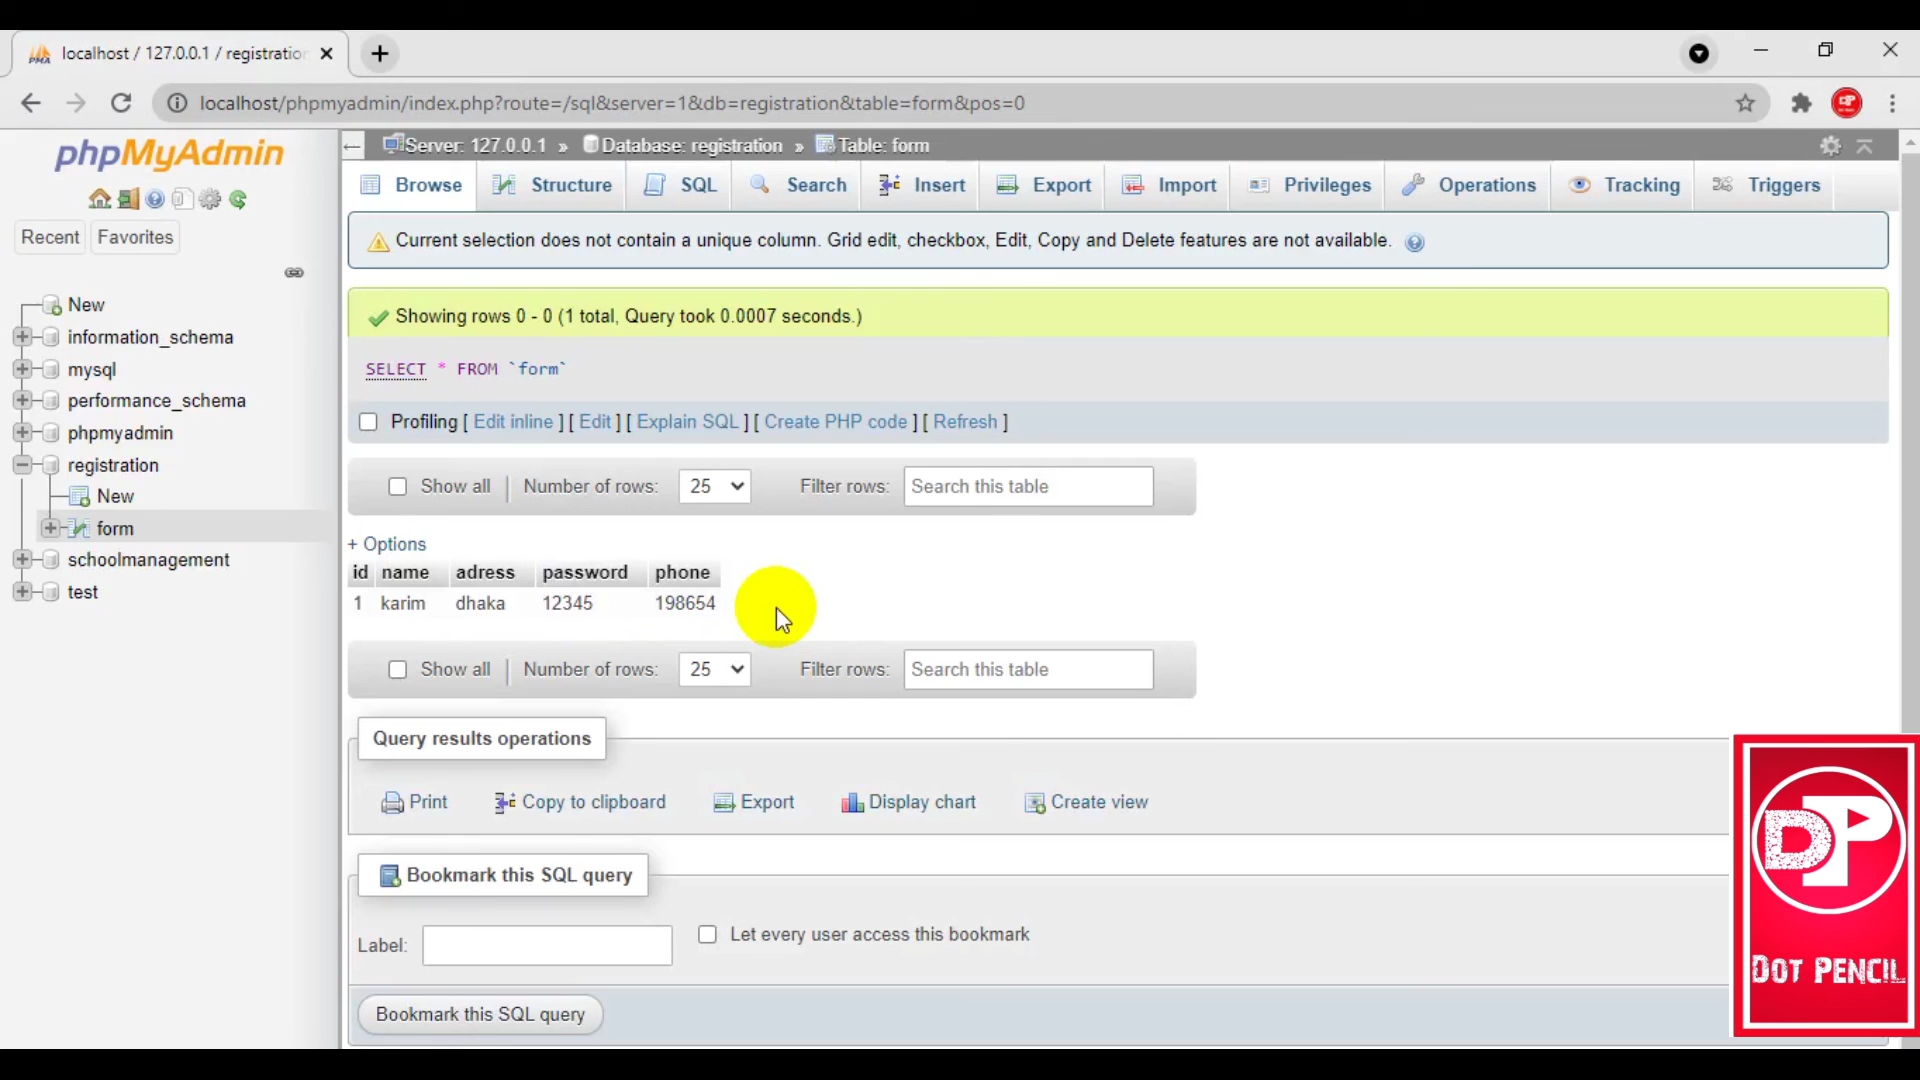 localhost / 127.0.0.1 / registratio
localhost/phpmyadmin/index.php?route=/sql&server=1&db=registration&table=form&pos=0
phpMyAdmin
Recent Favorites
New
information_schema
mysql
performance_schema
phpmyadmin
registration
New
form
schoolmanagement
test
Server: 127.0.0.1 » Database: registration » Table: form
Browse Structure SQL Search Insert Export Import Privileges Operations Tracking Triggers
Current selection does not contain a unique column. Grid edit, checkbox, Edit, Copy and Delete features are not available.
Showing rows 0 - 0 (1 total, Query took 0.0007 seconds.)
SELECT * FROM `form`
Profiling [ Edit inline ] [ Edit ] [ Explain SQL ] [ Create PHP code ] [ Refresh ]
Show all Number of rows: 25 Filter rows: Search this table
+ Options
id name adress password phone
1 karim dhaka 12345 198654
Show all Number of rows: 25 Filter rows: Search this table
Query results operations
Print Copy to clipboard Export Display chart Create view
Bookmark this SQL query
Label: Let every user access this bookmark
Bookmark this SQL query
DP
DOT PENCIL